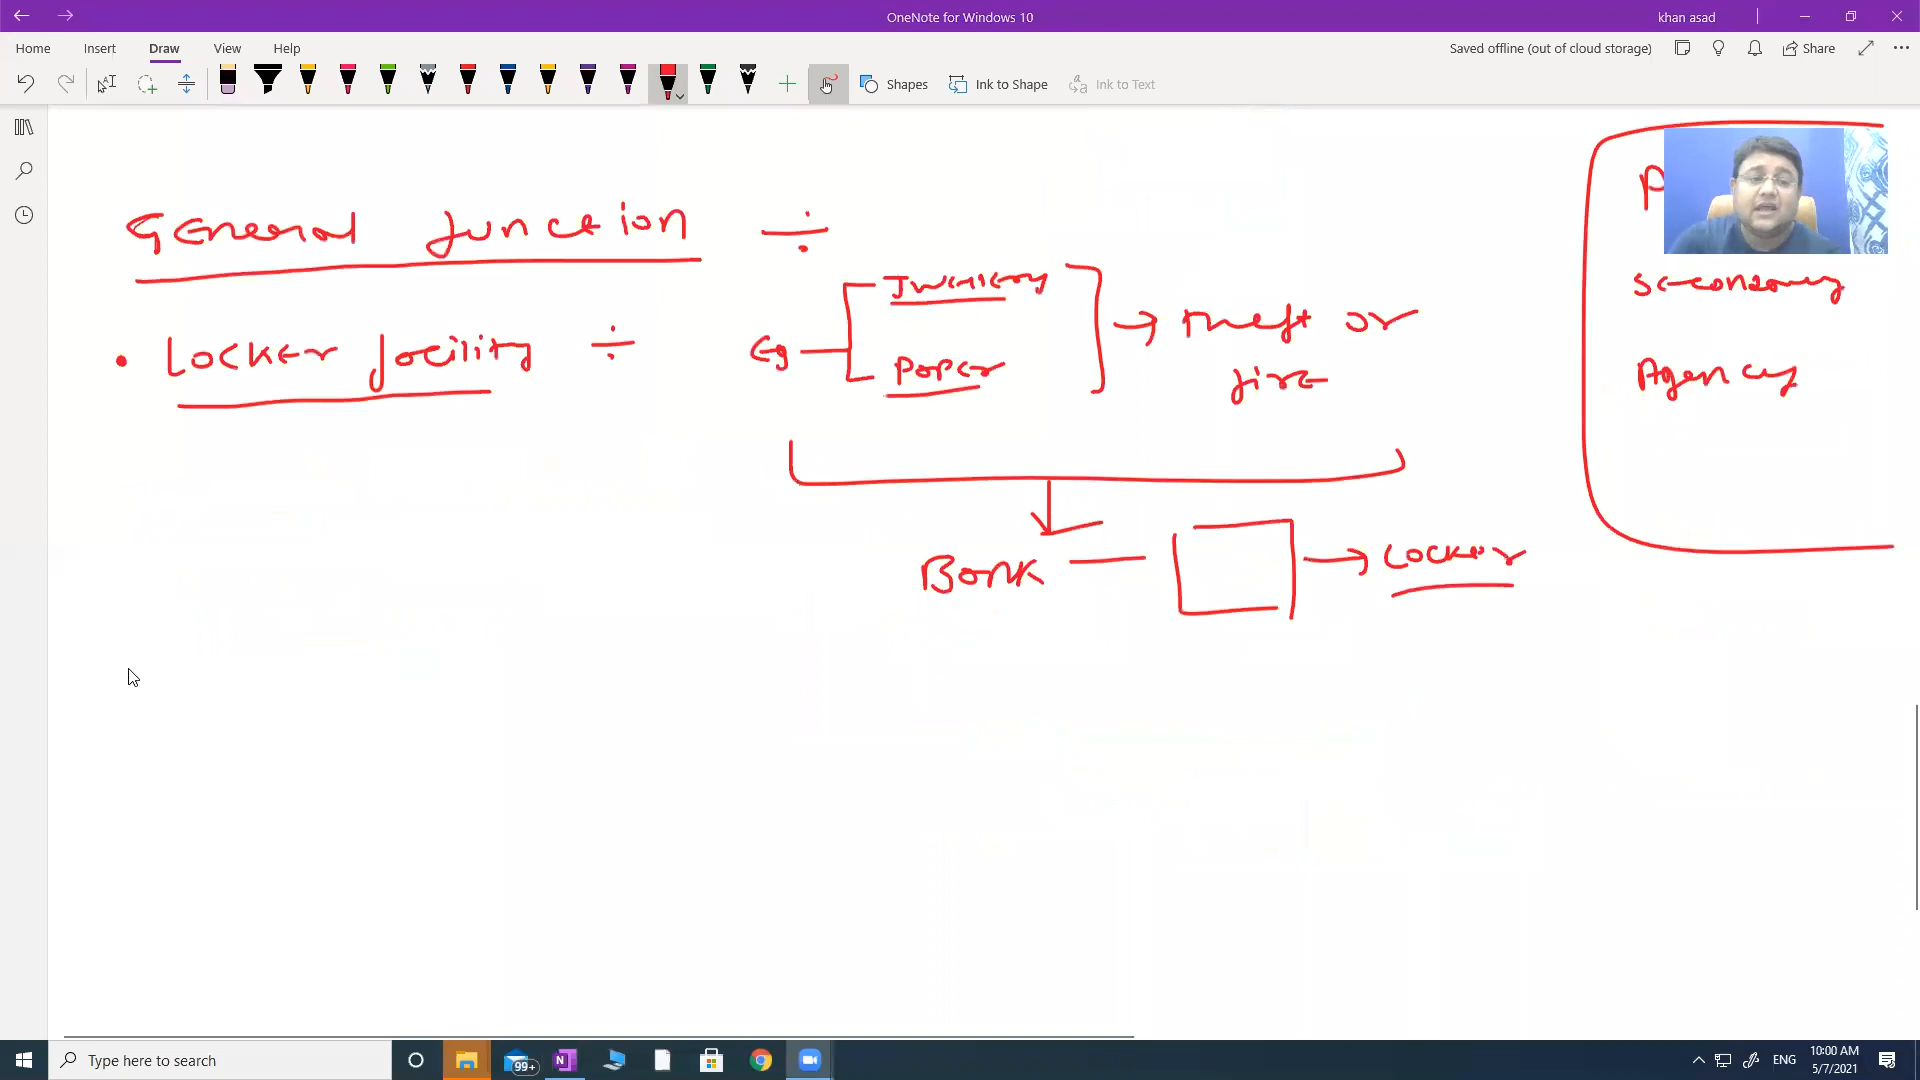 OneNote for Windows 10
khan asad
Home Insert Draw View Help
Saved offline (out of cloud storage)
Share
Shapes
Ink to Shape
Ink to Text
General function ÷
• Locker facility ÷
Eg
Jwellery
Paper
→ theft or
fire
Bank — → Locker
P
Secondary
Agency
Type here to search
99+
ENG
10:00 AM
5/7/2021